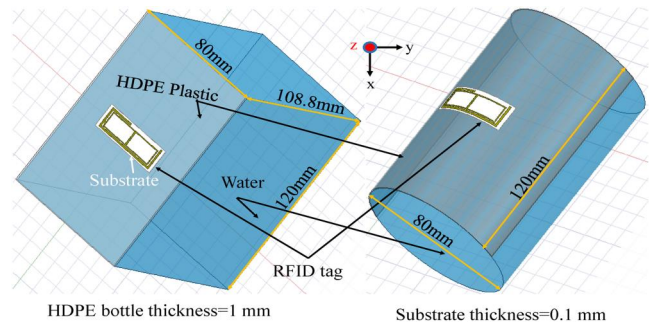 80mm
z
y
x
HDPE Plastic
108.8mm
Substrate
Water
120mm
120mm
80mm
RFID tag
HDPE bottle thickness=1 mm
Substrate thickness=0.1 mm